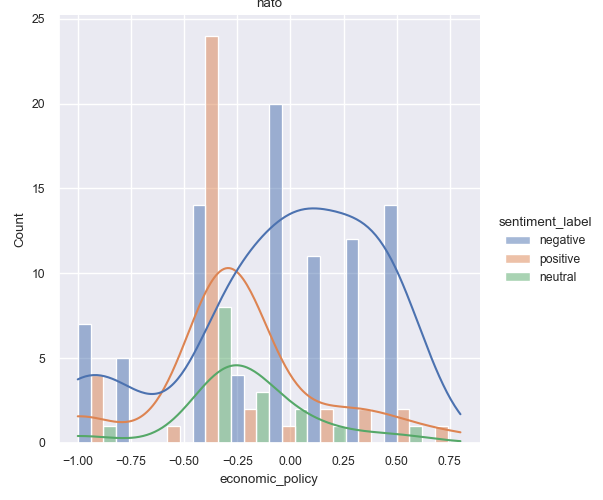 nato
25
20
15
10
5
0
Count
−1.00 −0.75 −0.50 −0.25 0.00 0.25 0.50 0.75
economic_policy
sentiment_label
negative
positive
neutral